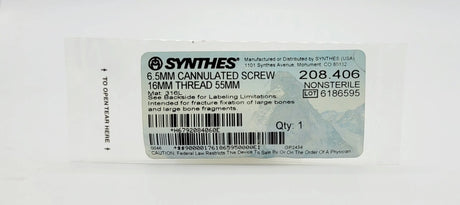 SYNTHES®
Manufactured or Distributed by SYNTHES (USA)
1101 Synthes Avenue, Monument, CO 80132
6.5MM CANNULATED SCREW
16MM THREAD 55MM
208.406
NONSTERILE
LOT 6186595
Mat: 316L
See Backside for Labeling Limitations
Intended for fracture fixation of large bones
and large bone fragments.
Qty: 1
CAUTION: Federal Law Restricts This Device To Sale By Or On The Order Of A Physician
TO OPEN TEAR HERE